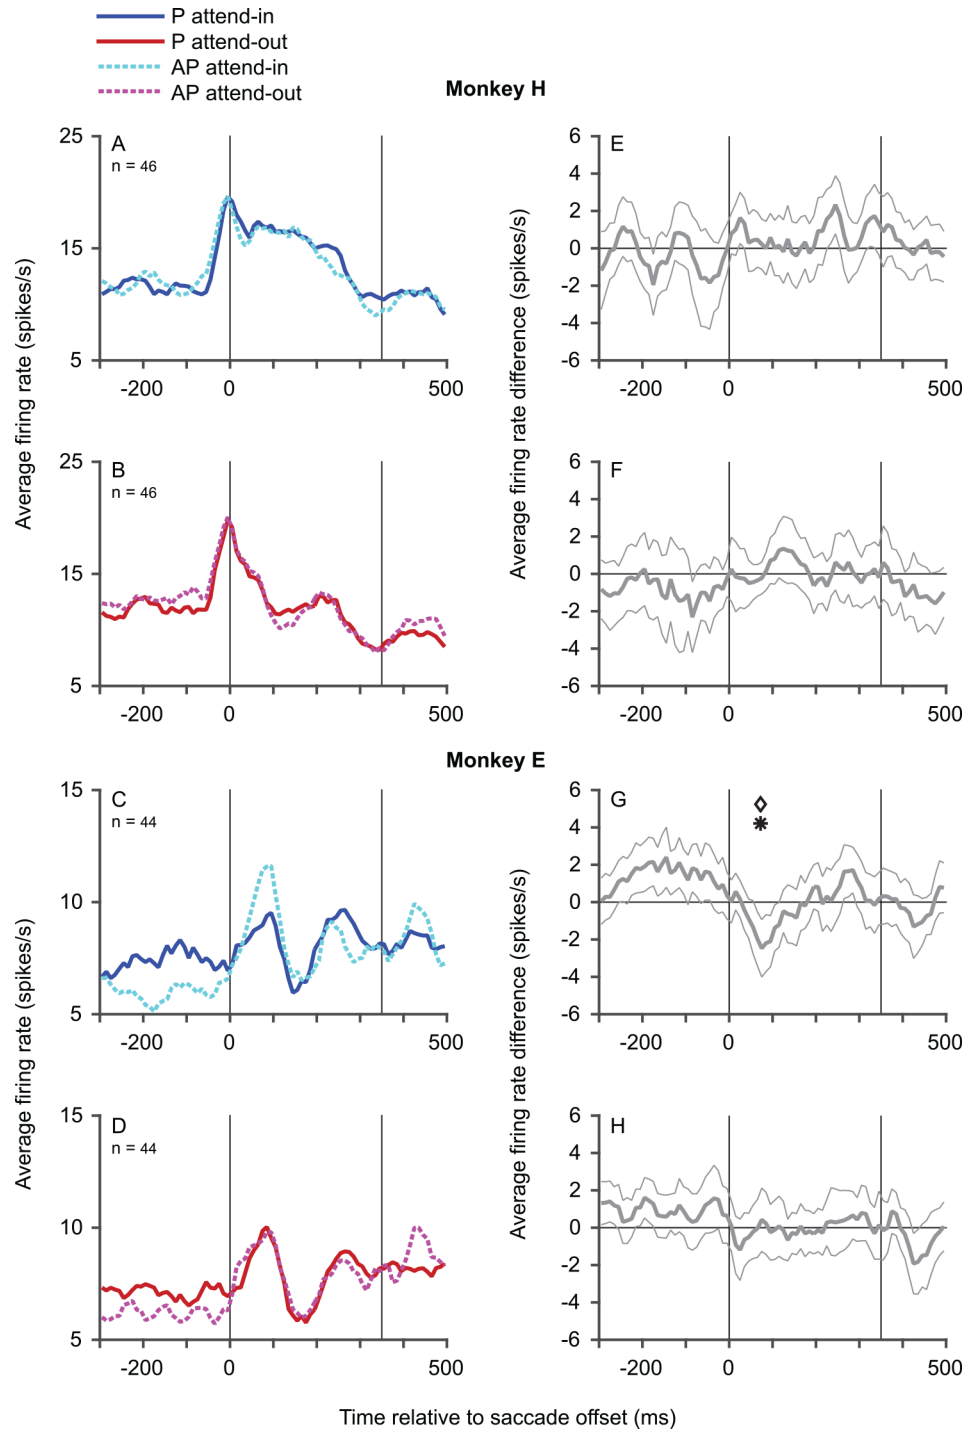 P attend-in
P attend-out
AP attend-in
AP attend-out
Monkey H
A
n = 46
25
15
5
-200 0 500
E
6
4
2
0
-2
-4
-6
-200 0 500
B
n = 46
25
15
5
-200 0 500
F
6
4
2
0
-2
-4
-6
-200 0 500
Average firing rate (spikes/s)
Average firing rate difference (spikes/s)
Monkey E
C
n = 44
15
10
5
-200 0 500
G
6
4
2
0
-2
-4
-6
-200 0 500
D
n = 44
15
10
5
-200 0 500
H
6
4
2
0
-2
-4
-6
-200 0 500
Average firing rate (spikes/s)
Average firing rate difference (spikes/s)
Time relative to saccade offset (ms)